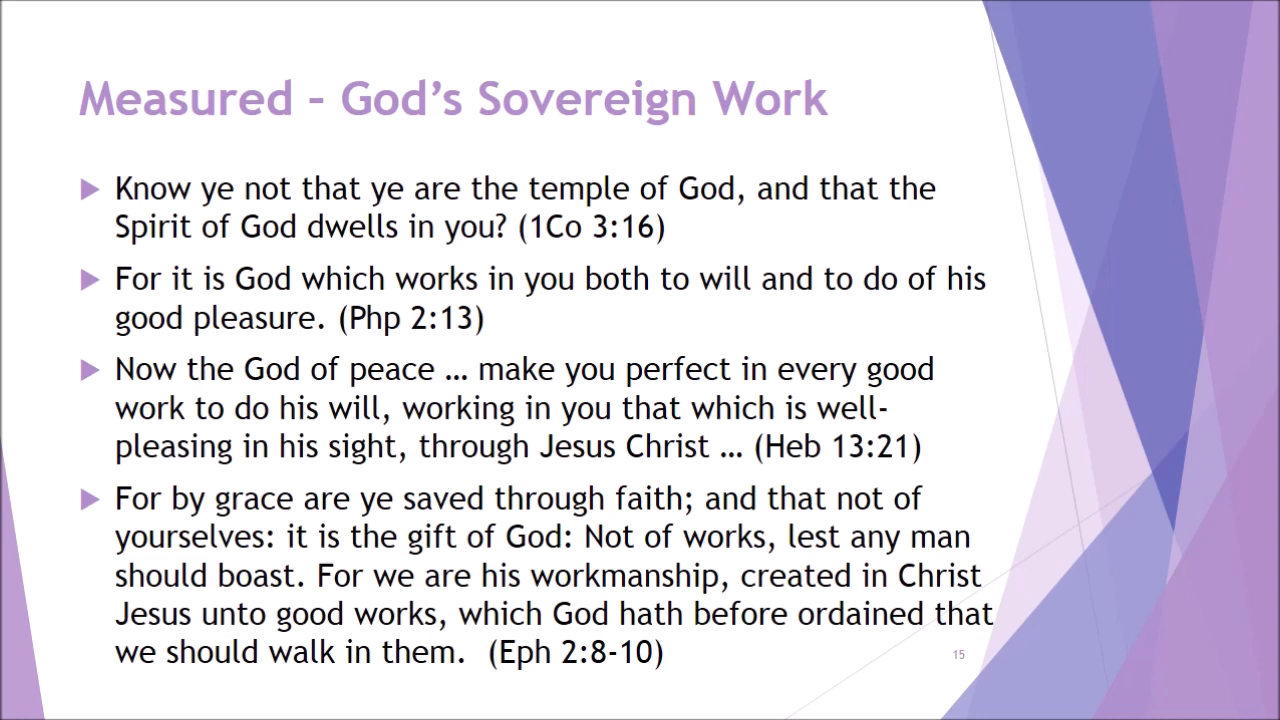 Measured – God’s Sovereign Work
Know ye not that ye are the temple of God, and that the
Spirit of God dwells in you? (1Co 3:16)
For it is God which works in you both to will and to do of his
good pleasure. (Php 2:13)
Now the God of peace … make you perfect in every good
work to do his will, working in you that which is well-
pleasing in his sight, through Jesus Christ … (Heb 13:21)
For by grace are ye saved through faith; and that not of
yourselves: it is the gift of God: Not of works, lest any man
should boast. For we are his workmanship, created in Christ
Jesus unto good works, which God hath before ordained that
we should walk in them.  (Eph 2:8-10)
15